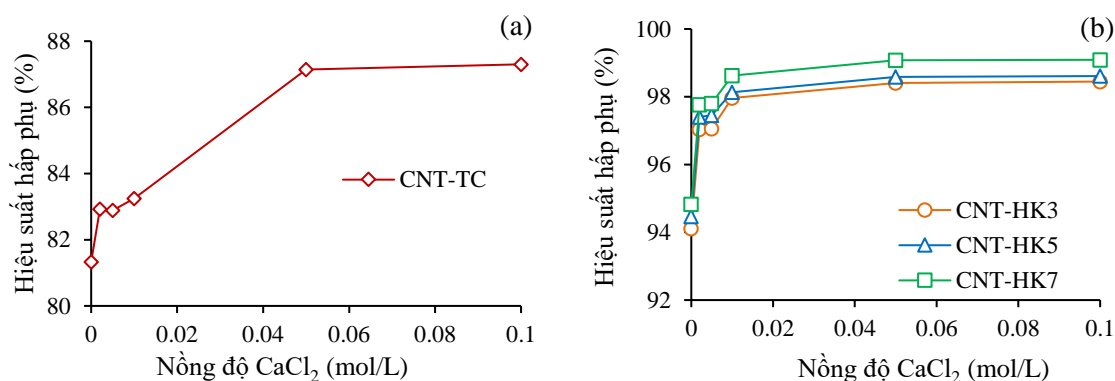 (a)
Hiệu suất hấp phụ (%)
88
86
84
82
80
CNT-TC
0
0.02
0.04
0.06
0.08
0.1
Nồng độ CaCl₂ (mol/L)
(b)
Hiệu suất hấp phụ (%)
100
98
96
94
92
CNT-HK3
CNT-HK5
CNT-HK7
0
0.02
0.04
0.06
0.08
0.1
Nồng độ CaCl₂ (mol/L)